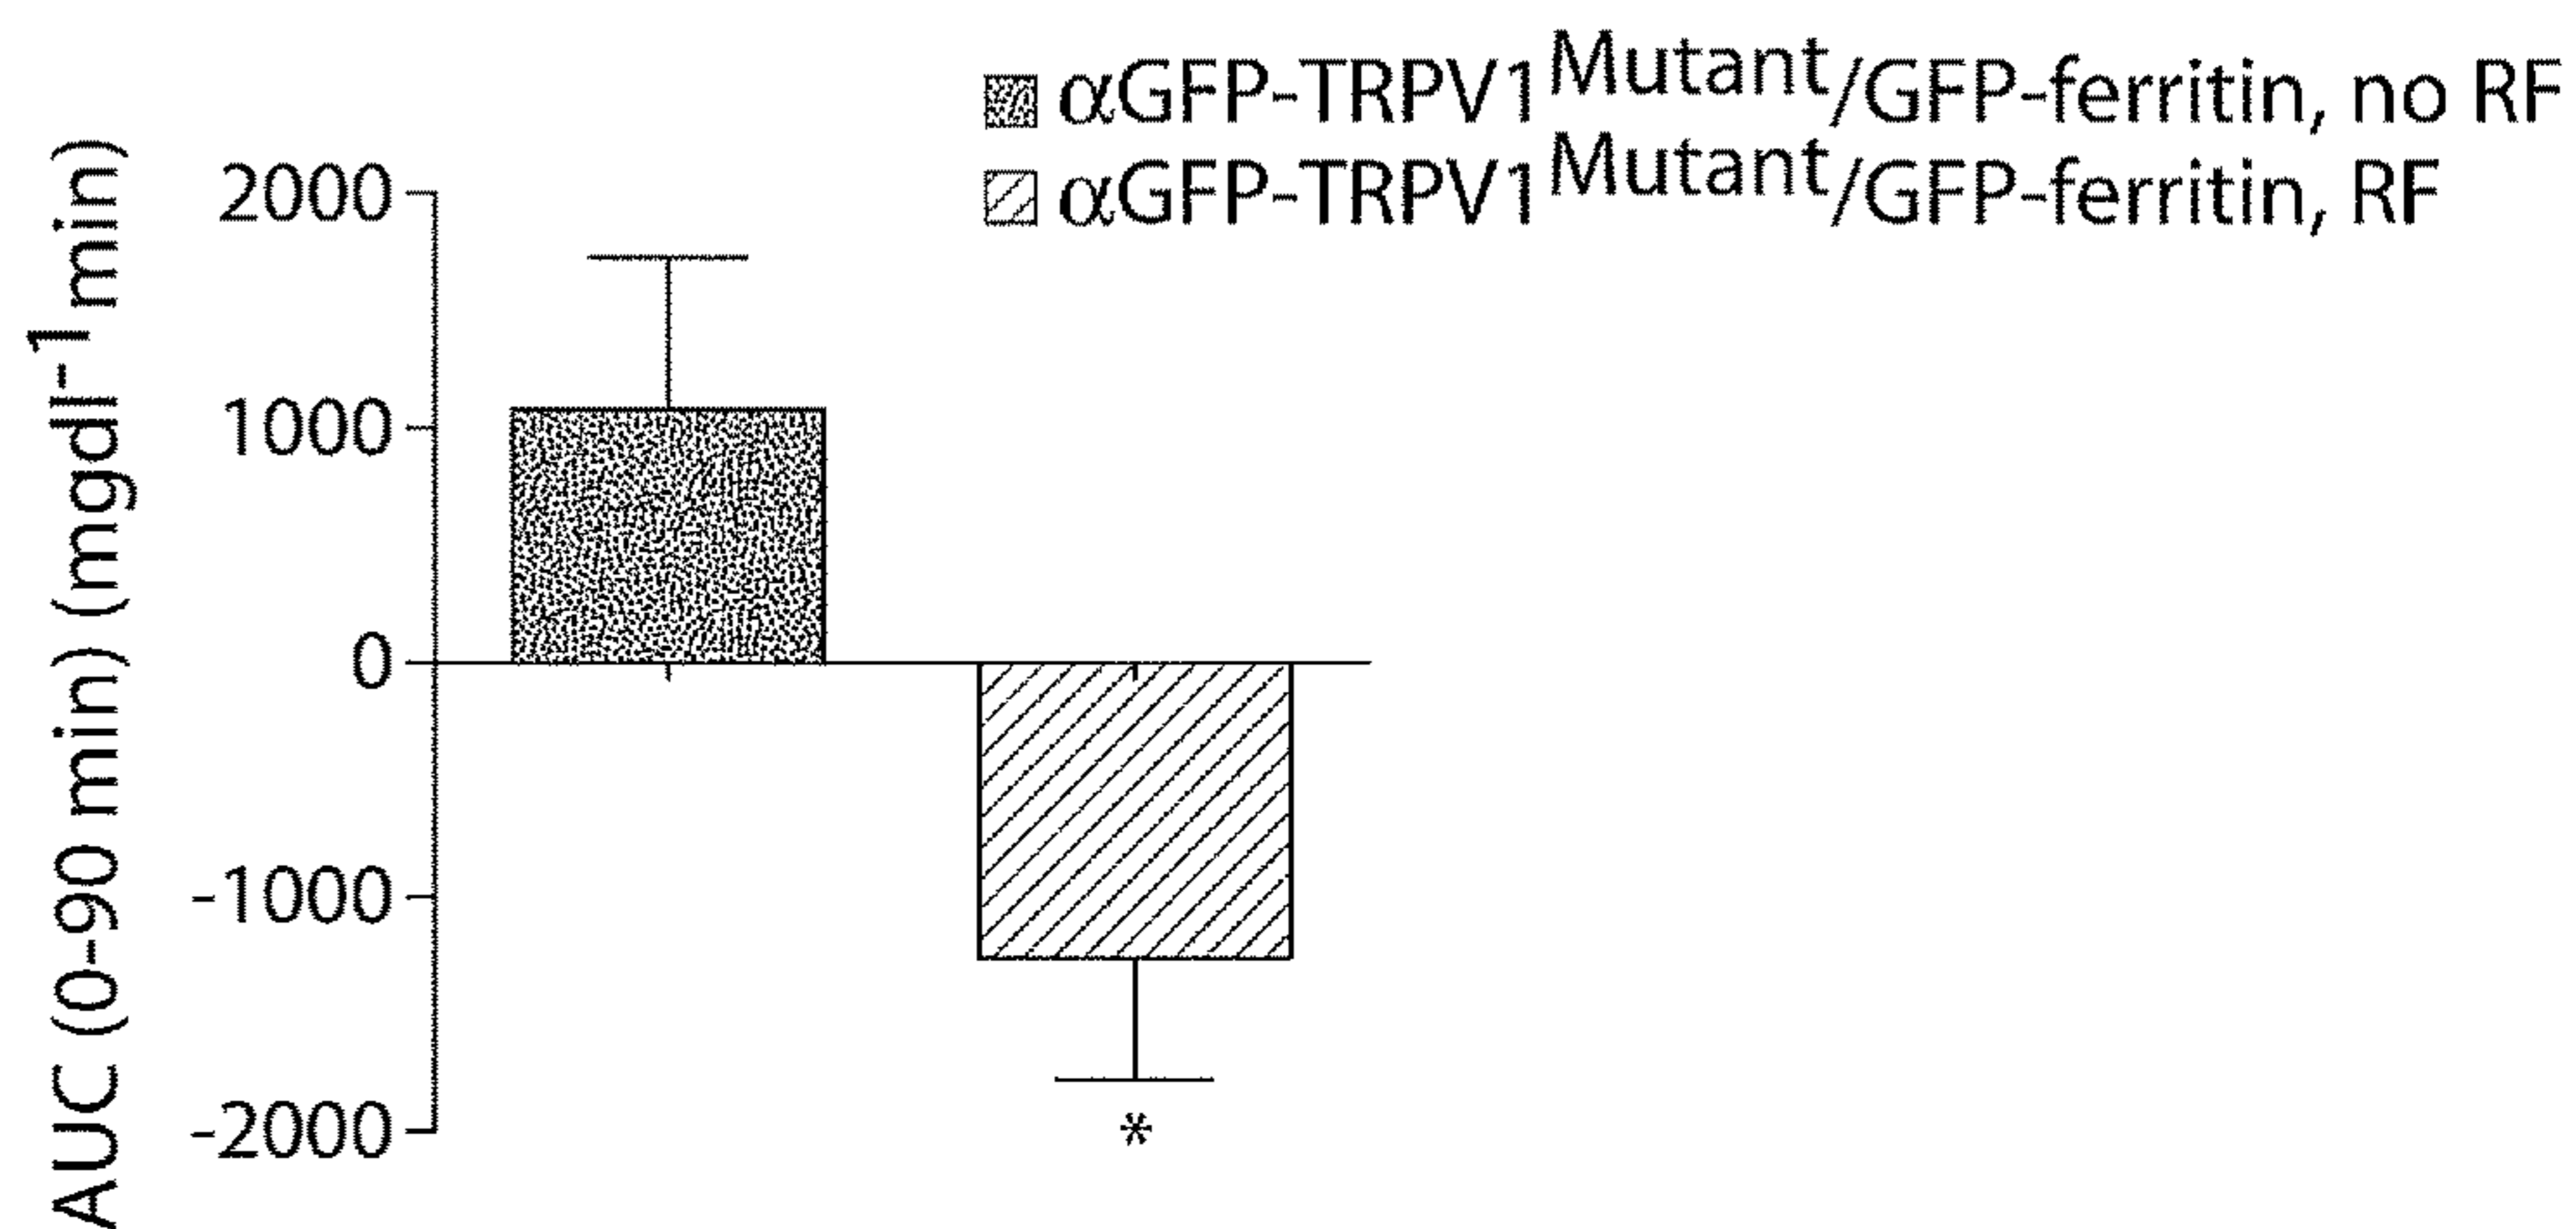 αGFP-TRPV1Mutant/GFP-ferritin, no RF
αGFP-TRPV1Mutant/GFP-ferritin, RF
AUC (0-90 min) (mgdl-1min)
2000
1000
0
-1000
-2000
*